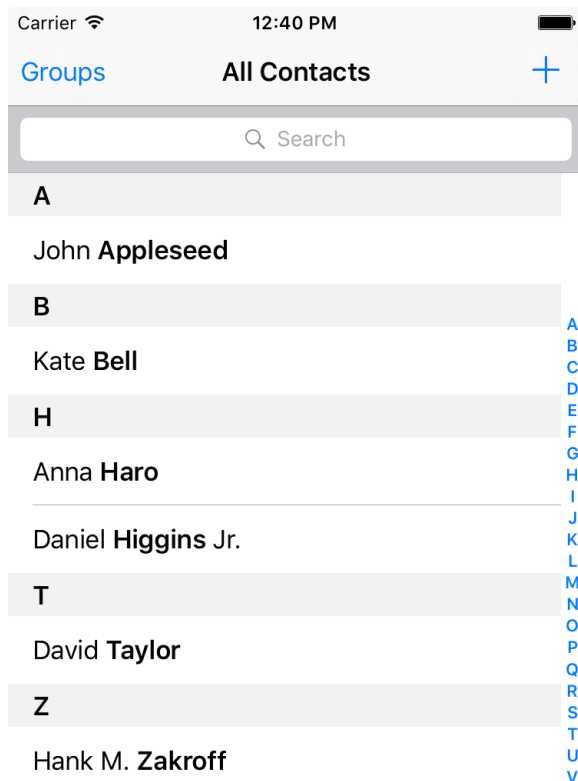 Carrier 12:40 PM
Groups All Contacts +
Search
A
John Appleseed
B
Kate Bell
H
Anna Haro
Daniel Higgins Jr.
T
David Taylor
Z
Hank M. Zakroff
A
B
C
D
E
F
G
H
I
J
K
L
M
N
O
P
Q
R
S
T
U
V